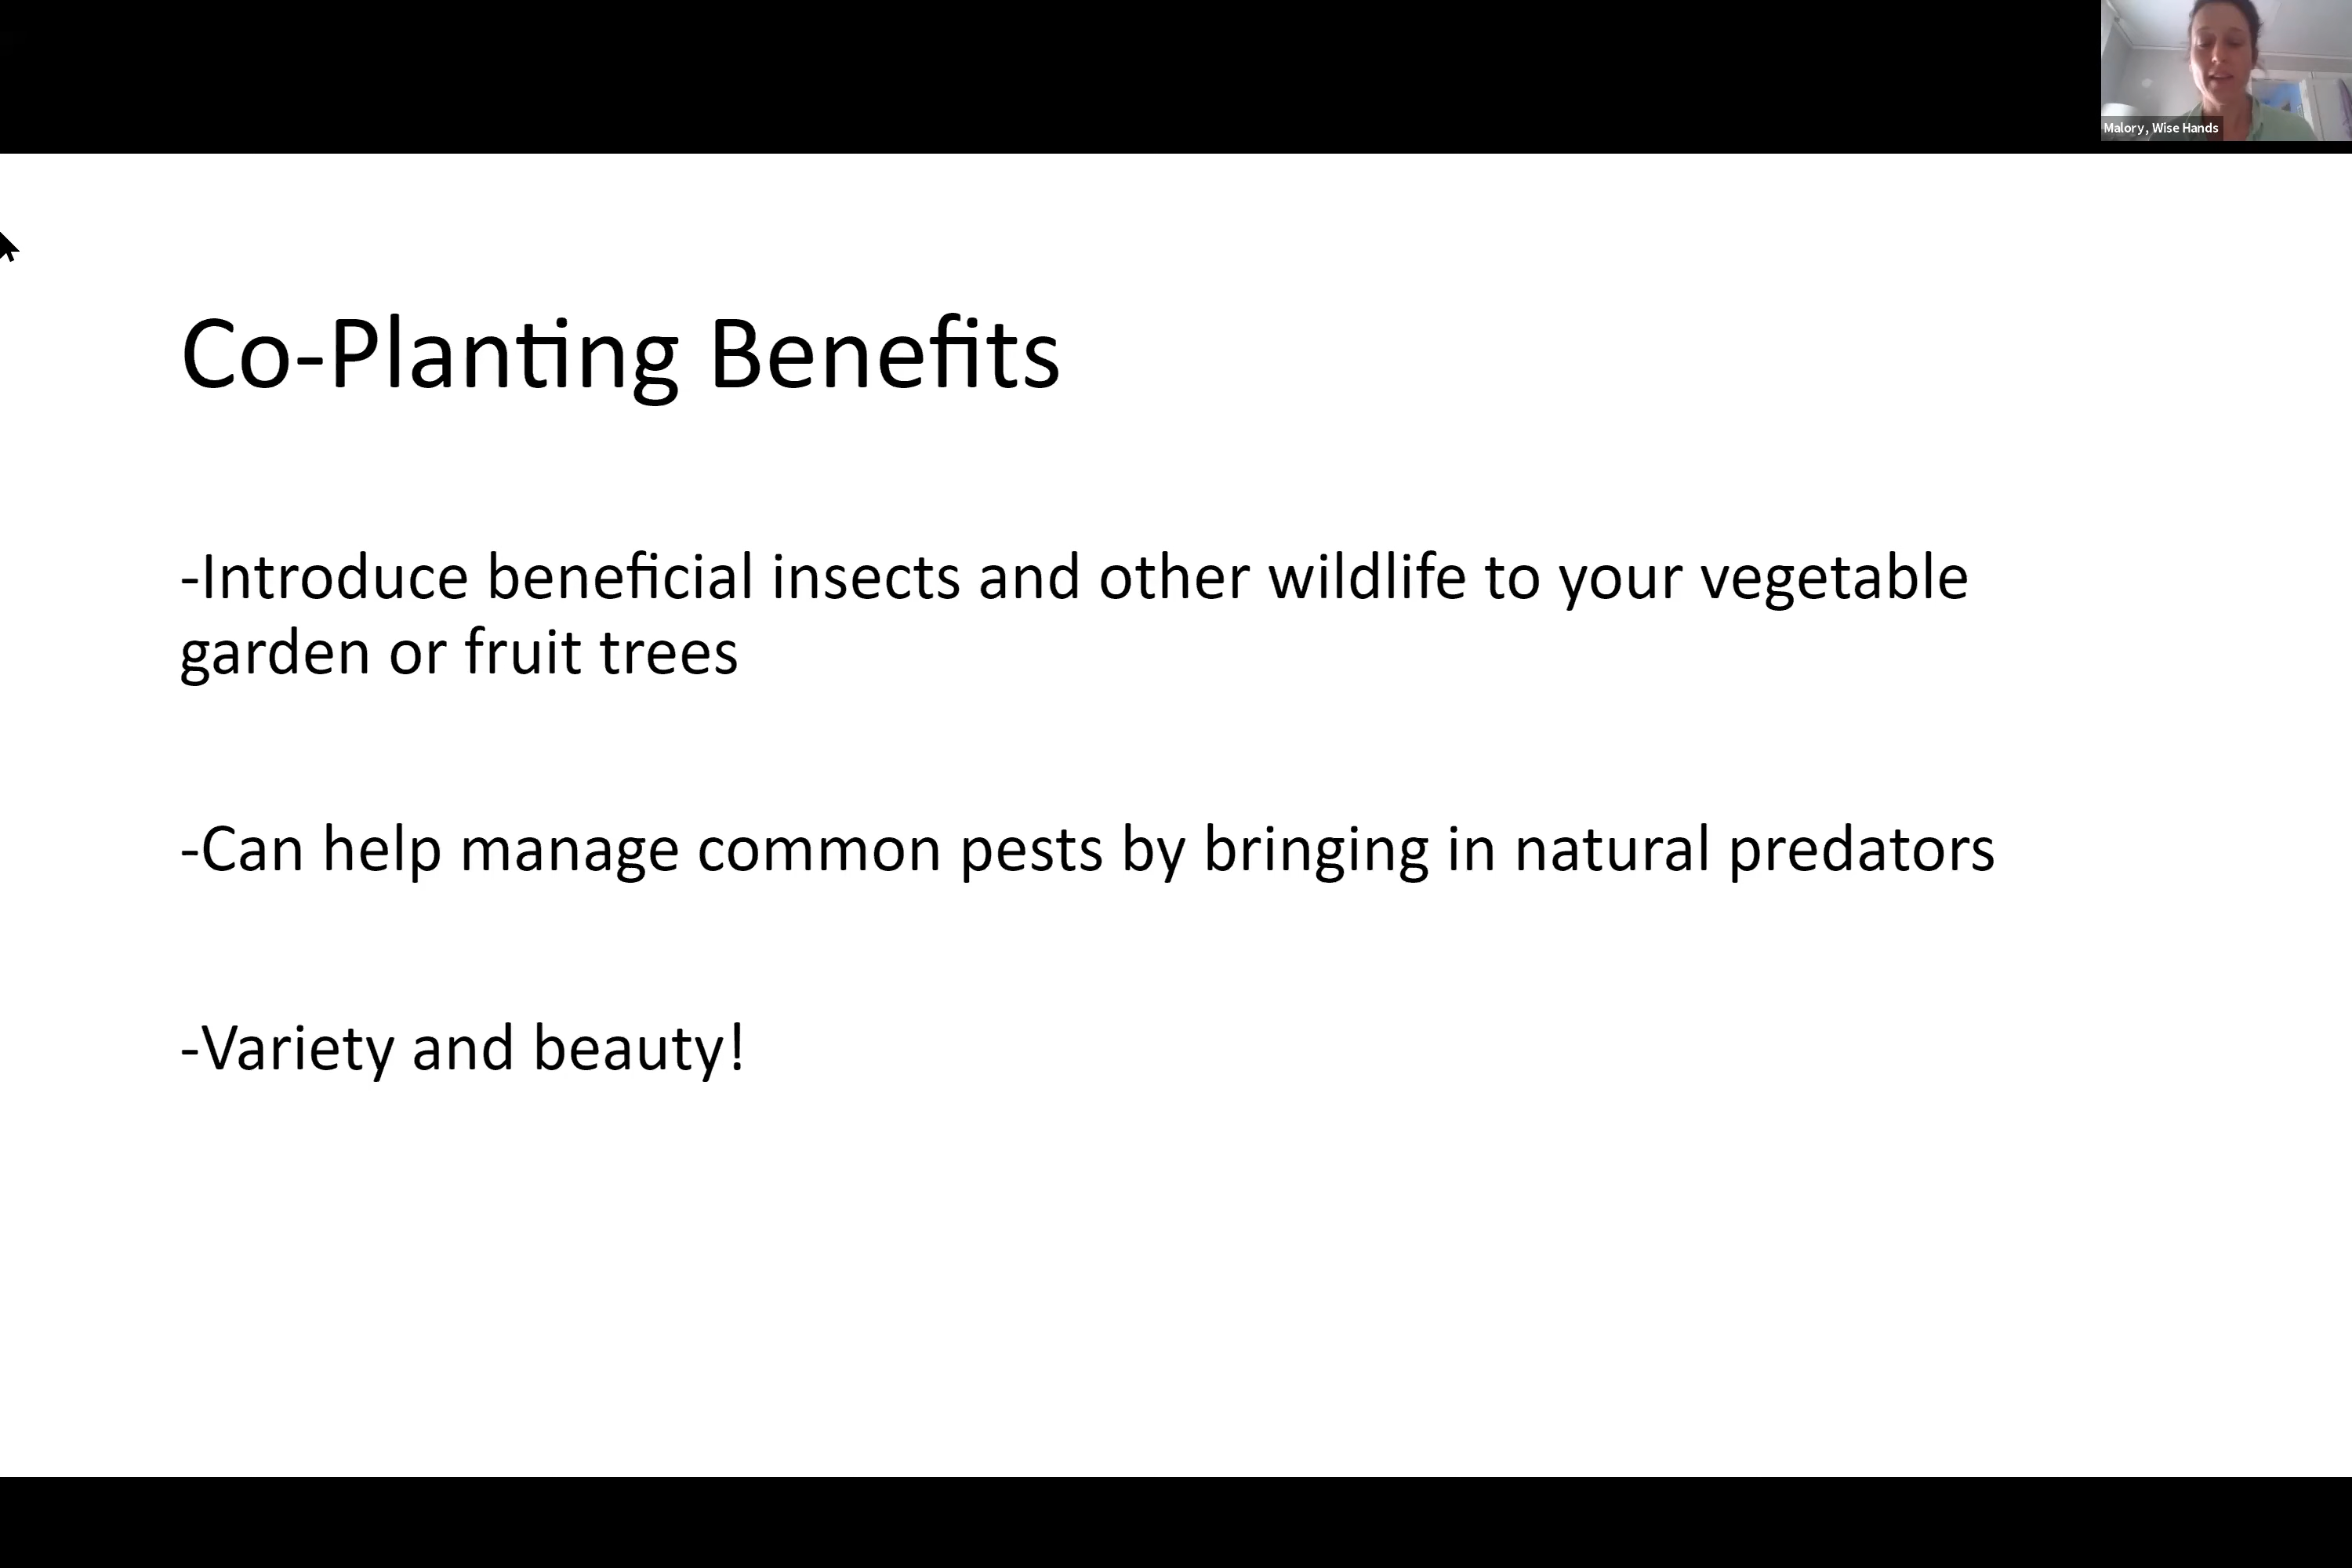 Malory, Wise Hands
Co-Planting Benefits
-Introduce beneficial insects and other wildlife to your vegetable
garden or fruit trees
-Can help manage common pests by bringing in natural predators
-Variety and beauty!